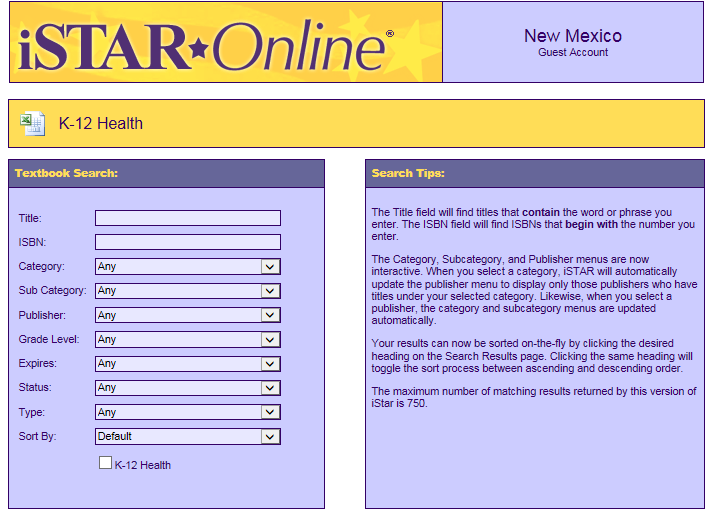 iSTAR★Online®
New Mexico
Guest Account
K-12 Health
Textbook Search:
Title:
ISBN:
Category: Any
Sub Category: Any
Publisher: Any
Grade Level: Any
Expires: Any
Status: Any
Type: Any
Sort By: Default
K-12 Health
Search Tips:
The Title field will find titles that contain the word or phrase you
enter. The ISBN field will find ISBNs that begin with the number you
enter.
The Category, Subcategory, and Publisher menus are now
interactive. When you select a category, iSTAR will automatically
update the publisher menu to display only those publishers who have
titles under your selected category. Likewise, when you select a
publisher, the category and subcategory menus are updated
automatically.
Your results can now be sorted on-the-fly by clicking the desired
heading on the Search Results page. Clicking the same heading will
toggle the sort process between ascending and descending order.
The maximum number of matching results returned by this version of
iStar is 750.